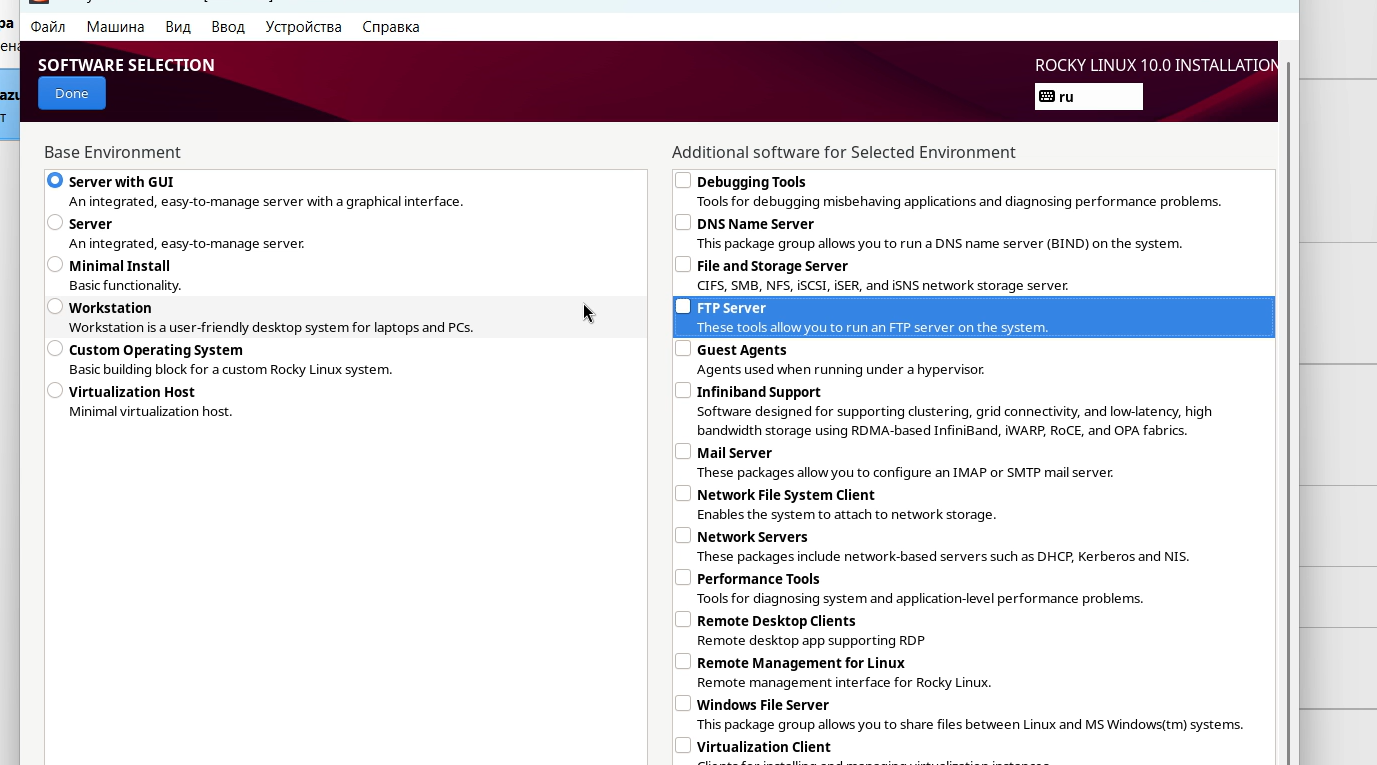 ра
Файл Машина Вид Ввод Устройства Справка
SOFTWARE SELECTION
ROCKY LINUX 10.0 INSTALLATION
Done
ru
azu
т
Base Environment
Server with GUI
An integrated, easy-to-manage server with a graphical interface.
Server
An integrated, easy-to-manage server.
Minimal Install
Basic functionality.
Workstation
Workstation is a user-friendly desktop system for laptops and PCs.
Custom Operating System
Basic building block for a custom Rocky Linux system.
Virtualization Host
Minimal virtualization host.
Additional software for Selected Environment
Debugging Tools
Tools for debugging misbehaving applications and diagnosing performance problems.
DNS Name Server
This package group allows you to run a DNS name server (BIND) on the system.
File and Storage Server
CIFS, SMB, NFS, iSCSI, iSER, and iSNS network storage server.
FTP Server
These tools allow you to run an FTP server on the system.
Guest Agents
Agents used when running under a hypervisor.
Infiniband Support
Software designed for supporting clustering, grid connectivity, and low-latency, high
bandwidth storage using RDMA-based InfiniBand, iWARP, RoCE, and OPA fabrics.
Mail Server
These packages allow you to configure an IMAP or SMTP mail server.
Network File System Client
Enables the system to attach to network storage.
Network Servers
These packages include network-based servers such as DHCP, Kerberos and NIS.
Performance Tools
Tools for diagnosing system and application-level performance problems.
Remote Desktop Clients
Remote desktop app supporting RDP
Remote Management for Linux
Remote management interface for Rocky Linux.
Windows File Server
This package group allows you to share files between Linux and MS Windows(tm) systems.
Virtualization Client